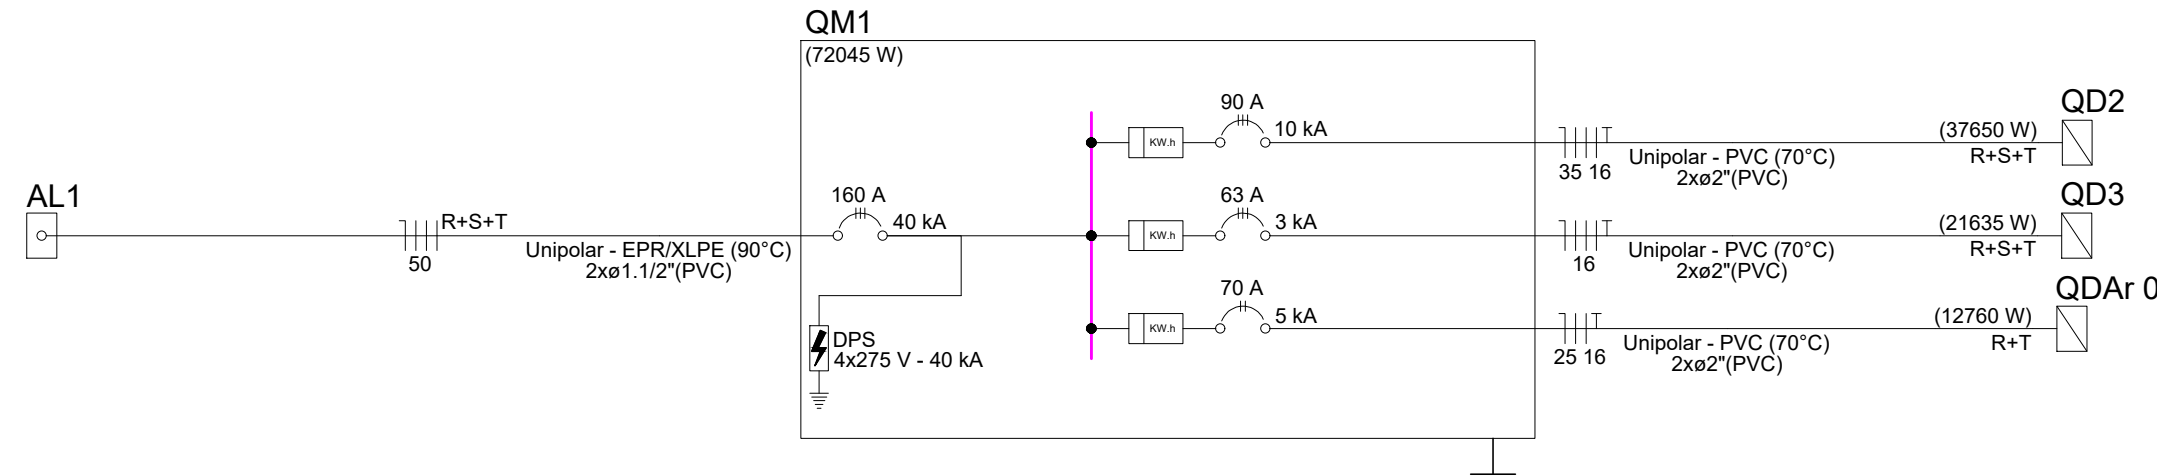 QM1
(72045 W)
AL1
R+S+T
50
Unipolar - EPR/XLPE (90°C)
2xø1.1/2"(PVC)
160 A
40 kA
DPS
4x275 V - 40 kA
KW.h
90 A
10 kA
35 16
Unipolar - PVC (70°C)
2xø2"(PVC)
(37650 W)
R+S+T
QD2
KW.h
63 A
3 kA
16
Unipolar - PVC (70°C)
2xø2"(PVC)
(21635 W)
R+S+T
QD3
KW.h
70 A
5 kA
25 16
Unipolar - PVC (70°C)
2xø2"(PVC)
(12760 W)
R+T
QDAr 0